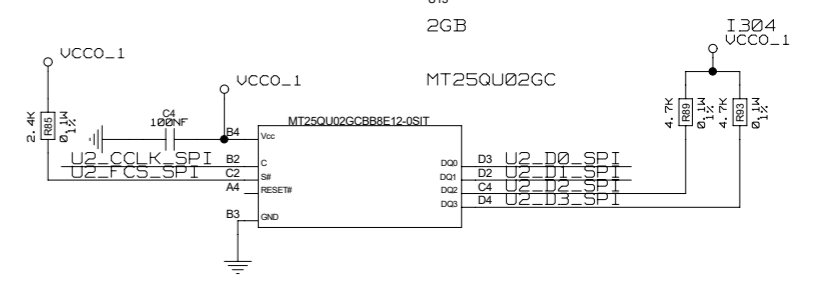 2GB
I304
VCCO_1
VCCO_1
VCCO_1
MT25QU02GC
2.4K
R85
0.1W
1%
C4
100NF
MT25QU02GCBB8E12-0SIT
4.7K
R89
0.1W
1%
4.7K
R93
0.1W
1%
B4
Vcc
U2_CCLK_SPI
B2
C
DQ0
D3
U2_D0_SPI
U2_FCS_SPI
C2
S#
DQ1
D2
U2_D1_SPI
A4
RESET#
DQ2
C4
U2_D2_SPI
DQ3
D4
U2_D3_SPI
B3
GND